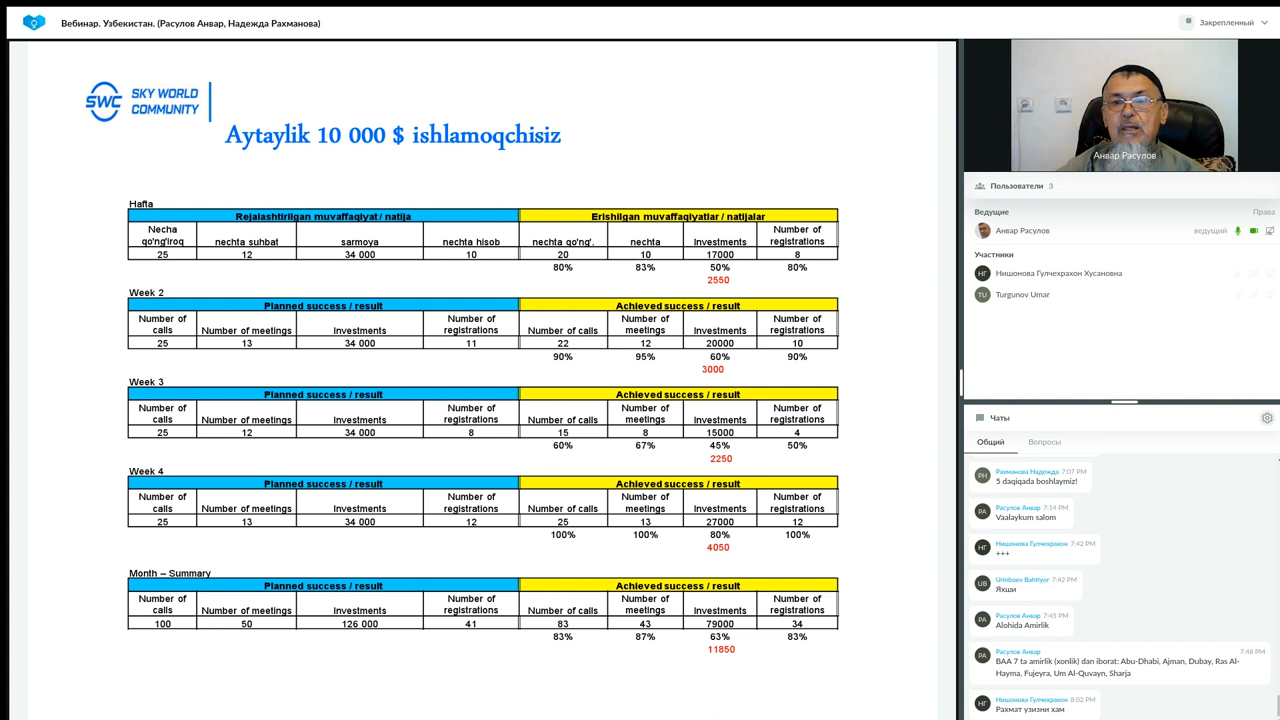 Вебинар. Узбекистан. (Расулов Анвар, Надежда Рахманова)
Закрепленный
SWC
SKY WORLD
COMMUNITY
Aytaylik 10 000 $ ishlamoqchisiz
Hafta
Rejalashtirilgan muvaffaqiyat / natija Erishilgan muvaffaqiyatlar / natijalar
Necha qo'ng'iroq nechta suhbat sarmoya nechta hisob nechta qo'ng'. nechta Investments Number of registrations
25 12 34 000 10 20 10 17000 8
80% 83% 50% 80%
2550
Week 2
Planned success / result Achieved success / result
Number of calls Number of meetings Investments Number of registrations Number of calls Number of meetings Investments Number of registrations
25 13 34 000 11 22 12 20000 10
90% 95% 60% 90%
3000
Week 3
Planned success / result Achieved success / result
Number of calls Number of meetings Investments Number of registrations Number of calls Number of meetings Investments Number of registrations
25 12 34 000 8 15 8 15000 4
60% 67% 45% 50%
2250
Week 4
Planned success / result Achieved success / result
Number of calls Number of meetings Investments Number of registrations Number of calls Number of meetings Investments Number of registrations
25 13 34 000 12 25 13 27000 12
100% 100% 80% 100%
4050
Month – Summary
Planned success / result Achieved success / result
Number of calls Number of meetings Investments Number of registrations Number of calls Number of meetings Investments Number of registrations
100 50 126 000 41 83 43 79000 34
83% 87% 63% 83%
11850
Анвар Расулов
Пользователи 3
Ведущие Права
Анвар Расулов ведущий
Участники
НГ Нишонова Гулчехрахон Хусановна
TU Turgunov Umar
Чаты
Общий Вопросы
РН Рахманова Надежда 7:07 PM
5 daqiqada boshlaymiz!
РА Расулов Анвар 7:14 PM
Vaalaykum salom
НГ Нишонова Гулчехрахон 7:42 PM
+++
UB Urinboev Bahtiyor 7:42 PM
Яхши
РА Расулов Анвар 7:45 PM
Alohida Amirlik
РА Расулов Анвар 7:48 PM
BAA 7 ta amirlik (xonlik) dan iborat: Abu-Dhabi, Ajman, Dubay, Ras Al-
Hayma, Fujeyra, Um Al-Quvayn, Sharja
НГ Нишонова Гулчехрахон 8:02 PM
Рахмат узизни хам